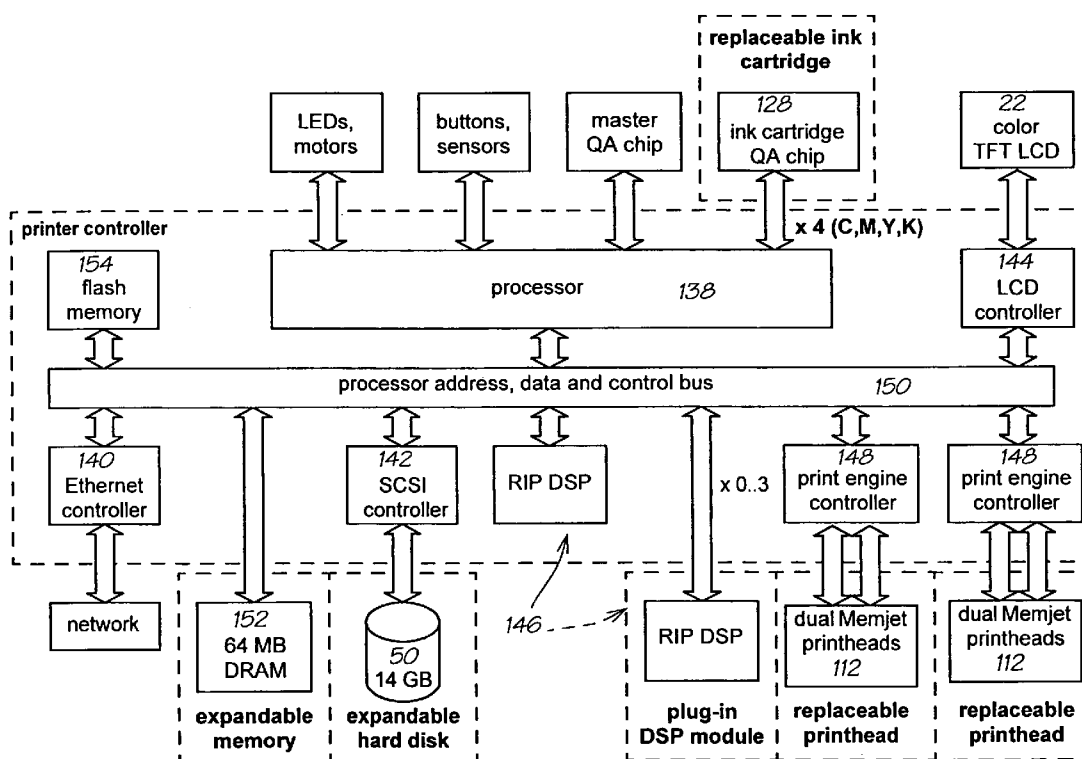 replaceable ink
cartridge
LEDs,
motors
buttons,
sensors
master
QA chip
128
ink cartridge
QA chip
22
color
TFT LCD
printer controller
x 4 (C,M,Y,K)
154
flash
memory
processor 138
144
LCD
controller
processor address, data and control bus 150
140
Ethernet
controller
142
SCSI
controller
RIP DSP
x 0..3
148
print engine
controller
148
print engine
controller
network
152
64 MB
DRAM
50
14 GB
146
RIP DSP
dual Memjet
printheads
112
dual Memjet
printheads
112
expandable
memory
expandable
hard disk
plug-in
DSP module
replaceable
printhead
replaceable
printhead